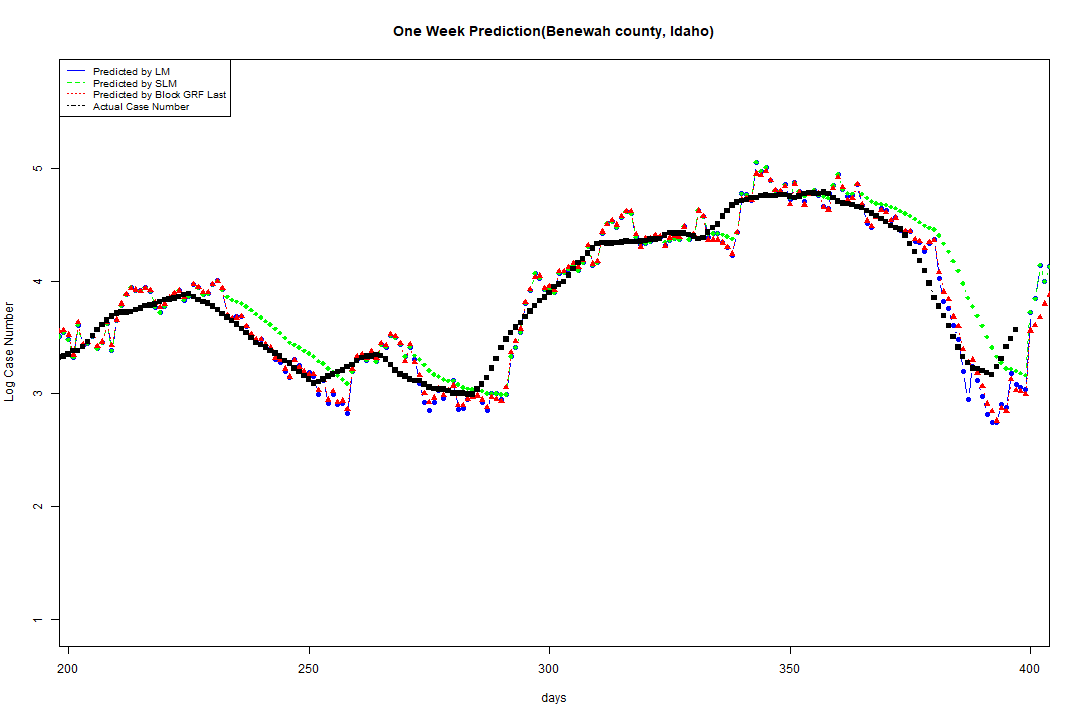 One Week Prediction(Benewah county, Idaho)
Predicted by LM
Predicted by SLM
Predicted by Block GRF Last
Actual Case Number
5
4
3
2
1
Log Case Number
200 250 300 350 400
days